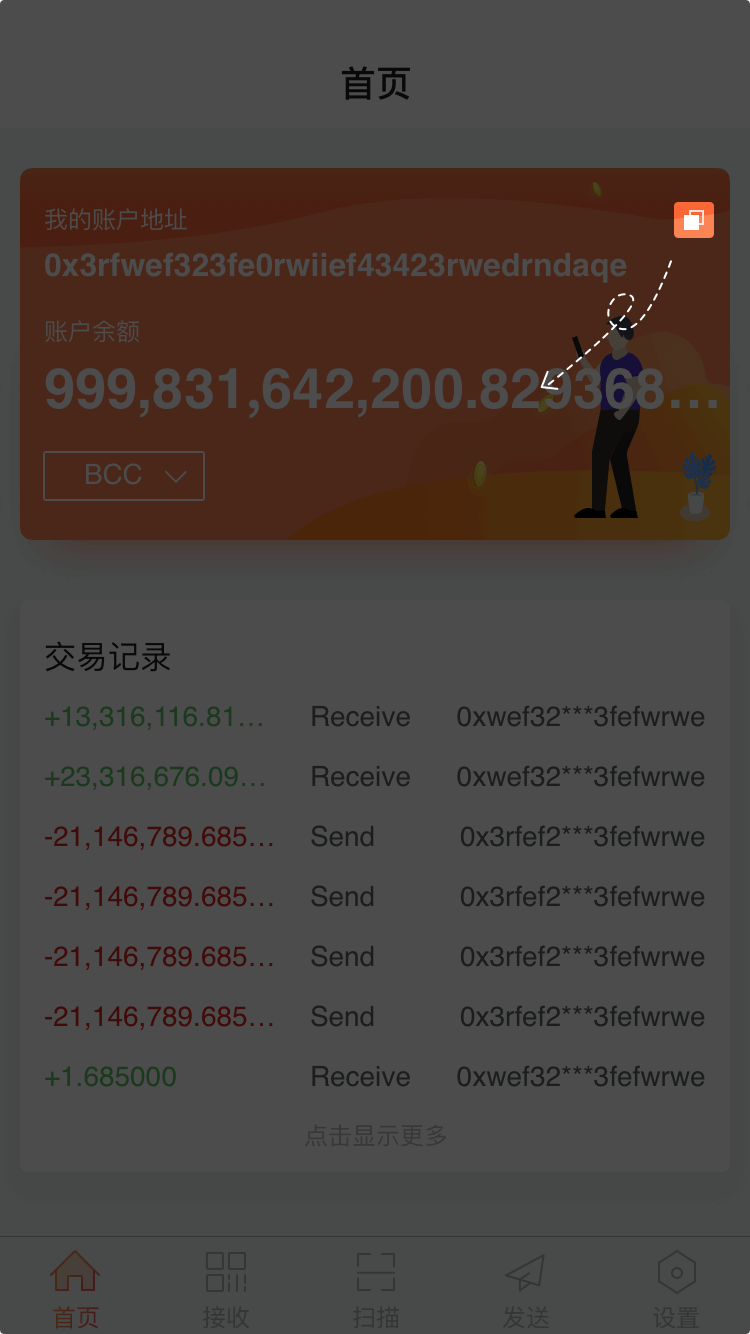 首页
我的账户地址
0x3rfwef323fe0rwiief43423rwedrndaqe
账户余额
999,831,642,200.829368...
BCC
交易记录
+13,316,116.81... Receive 0xwef32***3fefwrwe
+23,316,676.09... Receive 0xwef32***3fefwrwe
-21,146,789.685... Send 0x3rfef2***3fefwrwe
-21,146,789.685... Send 0x3rfef2***3fefwrwe
-21,146,789.685... Send 0x3rfef2***3fefwrwe
-21,146,789.685... Send 0x3rfef2***3fefwrwe
+1.685000 Receive 0xwef32***3fefwrwe
点击显示更多
首页 接收 扫描 发送 设置